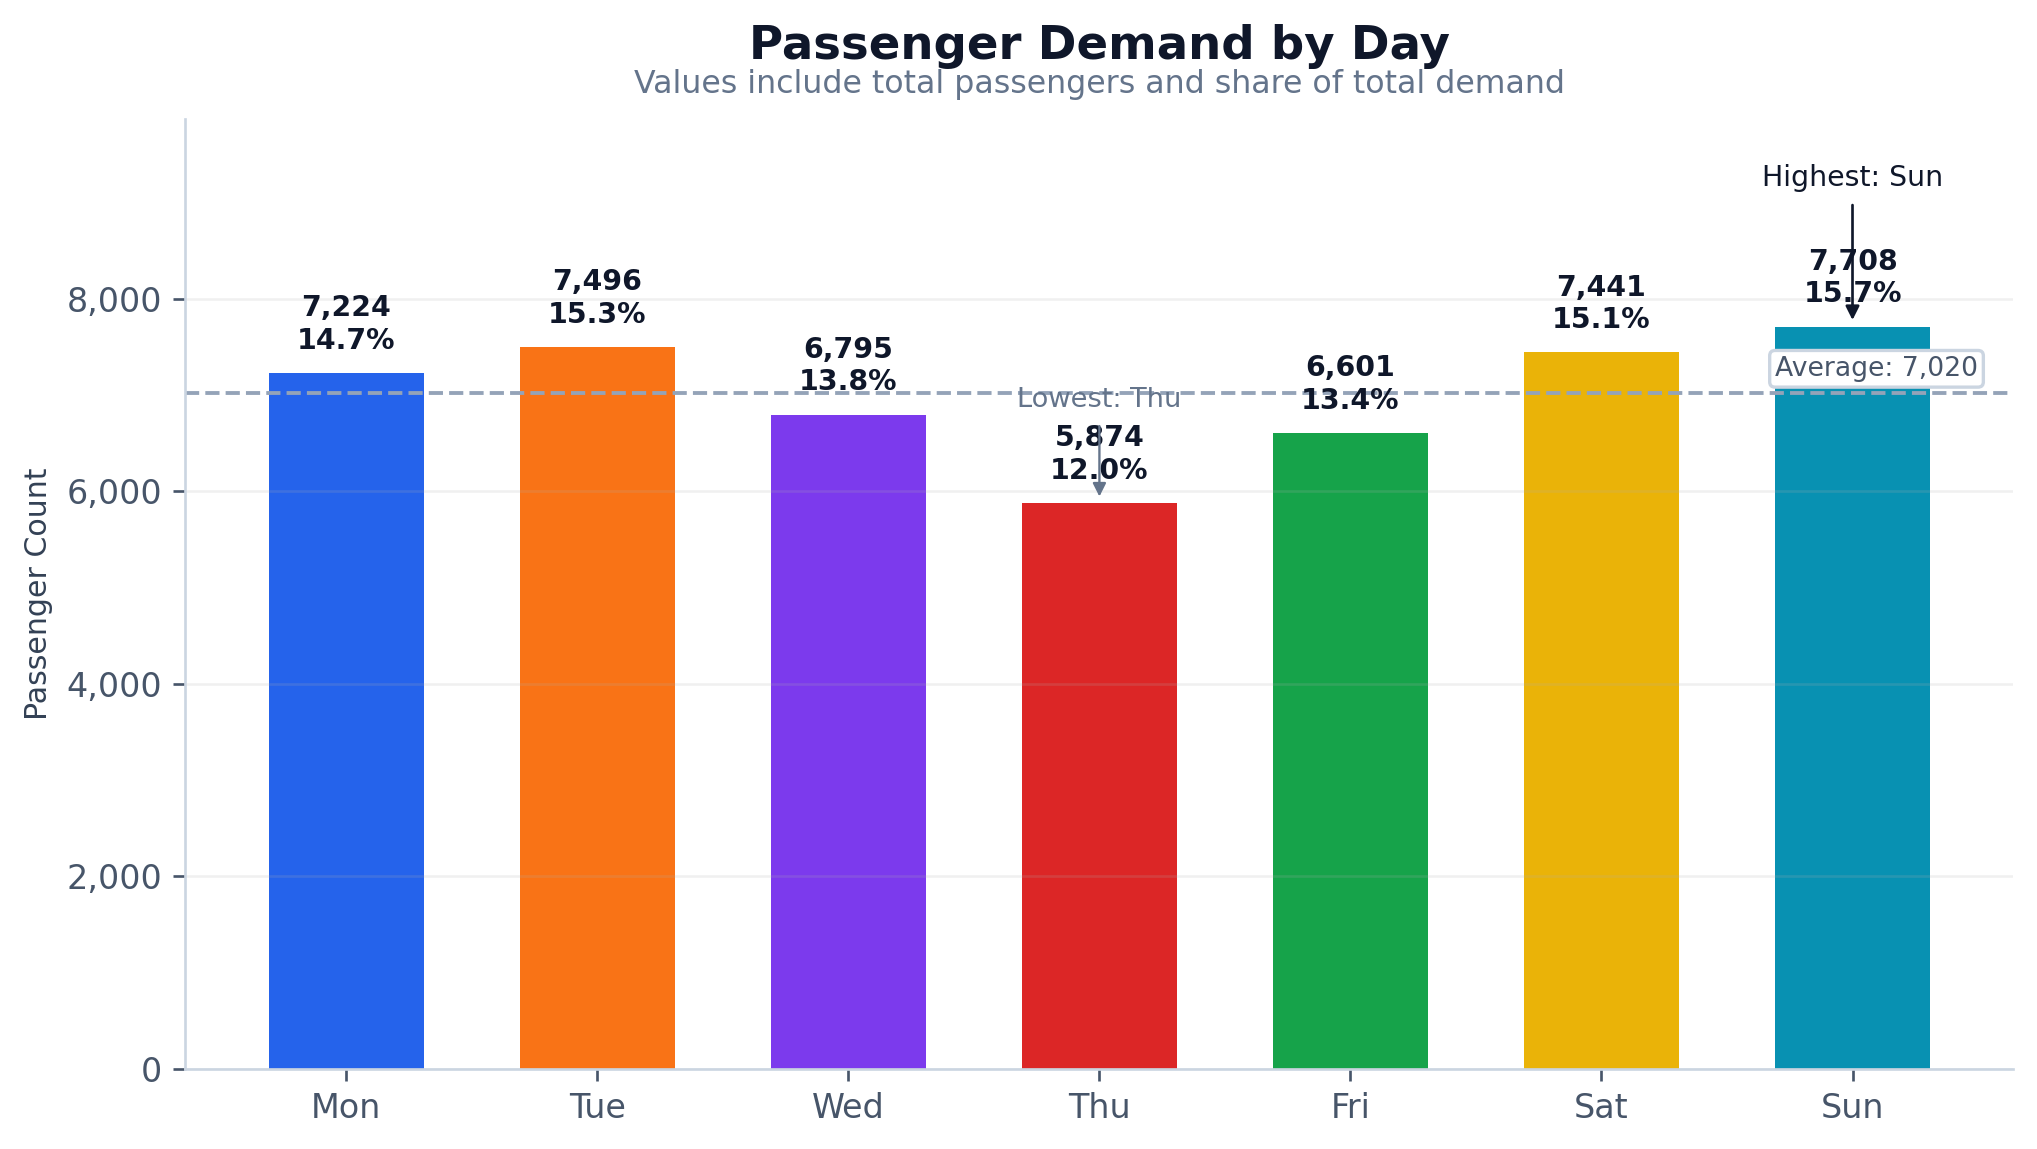 Passenger Demand by Day
Values include total passengers and share of total demand
Highest: Sun
7,224
14.7%
7,496
15.3%
6,795
13.8%
Lowest: Thu
5,874
12.0%
6,601
13.4%
7,441
15.1%
7,708
15.7%
Average: 7,020
Passenger Count
8,000
6,000
4,000
2,000
0
Mon
Tue
Wed
Thu
Fri
Sat
Sun